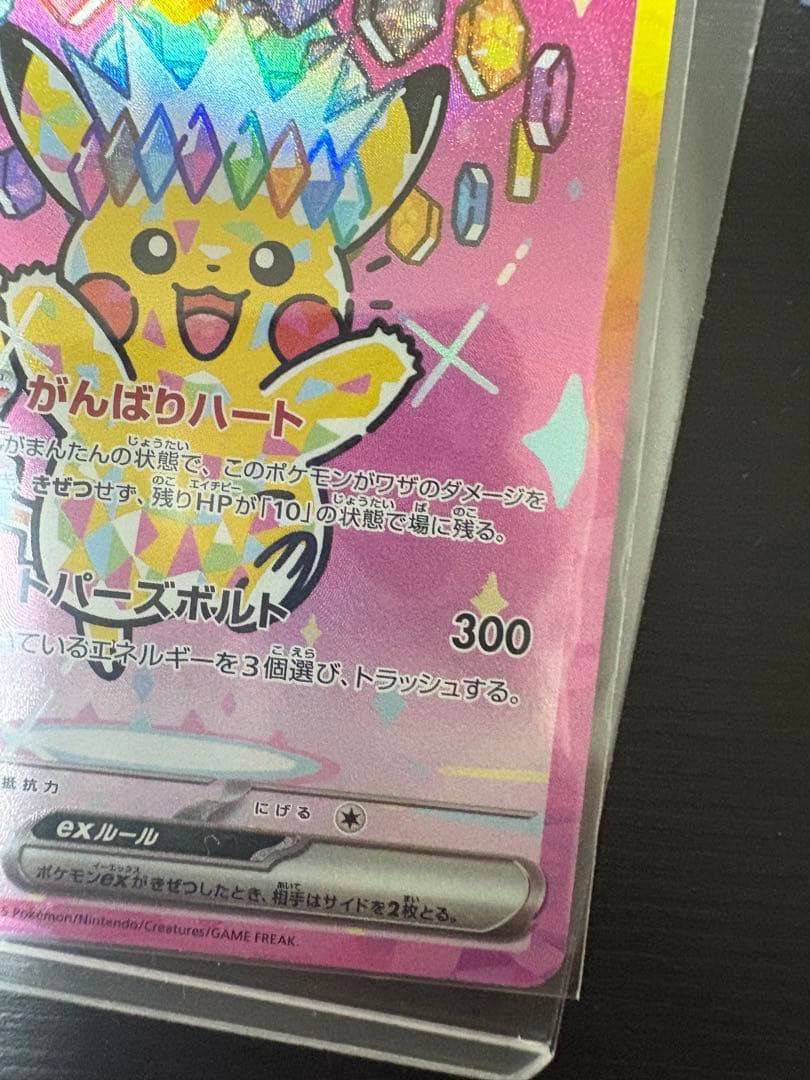 がんばりハート
がまんたんの状態で、このポケモンがワザのダメージを
きぜつせず、残りHPが「10」の状態で場に残る。
トパーズボルト 300
いているエネルギーを3個選び、トラッシュする。
抵抗力
にげる
exルール
ポケモンexがきぜつしたとき、相手はサイドを2枚とる。
5 Pokémon/Nintendo/Creatures/GAME FREAK.